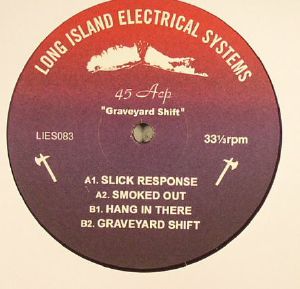 LONG ISLAND ELECTRICAL SYSTEMS
45 Acp
"Graveyard Shift"
LIES083
33⅓rpm
A1. SLICK RESPONSE
A2. SMOKED OUT
B1. HANG IN THERE
B2. GRAVEYARD SHIFT